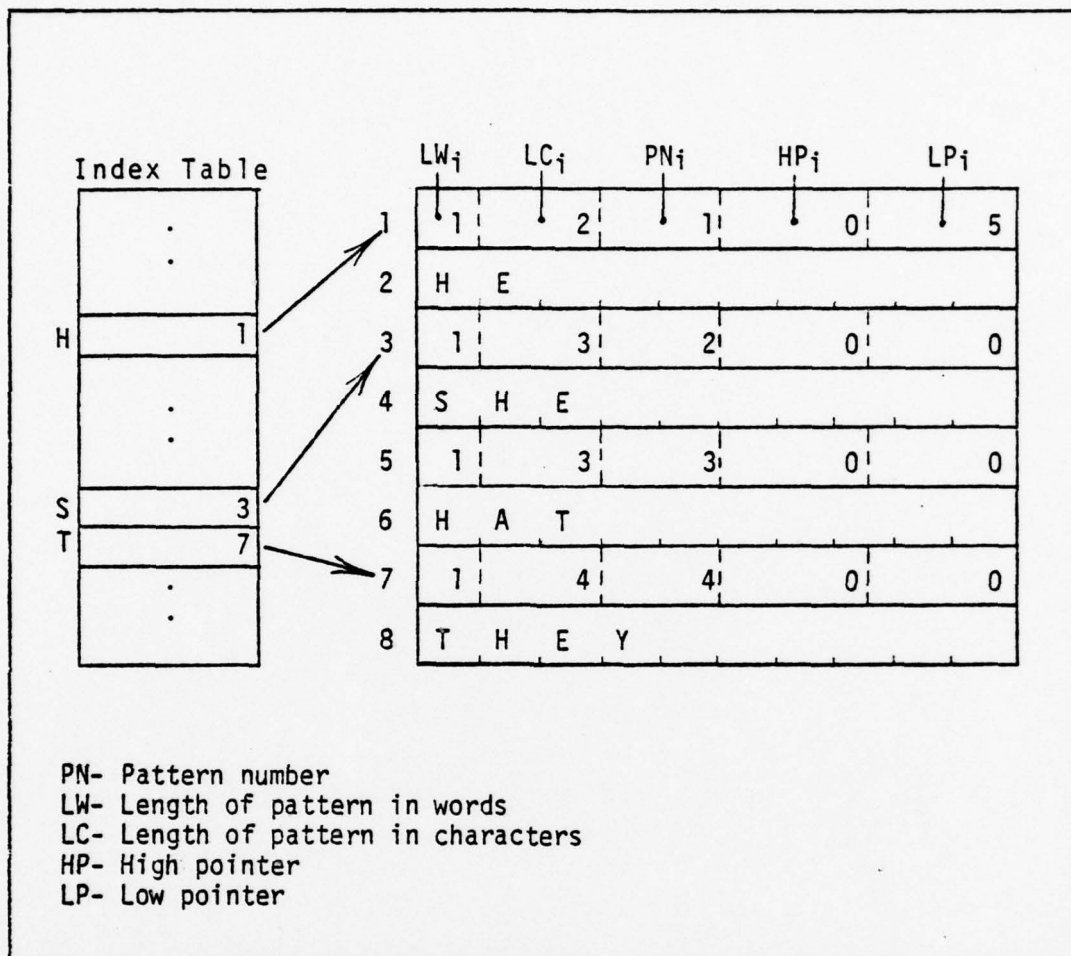 Index Table
LWi LCi PNi HPi LPi
1 1 2 1 0 5
2 H E
H 1
3 1 3 2 0 0
4 S H E
5 1 3 3 0 0
S 3
6 H A T
T 7
7 1 4 4 0 0
8 T H E Y
PN- Pattern number
LW- Length of pattern in words
LC- Length of pattern in characters
HP- High pointer
LP- Low pointer